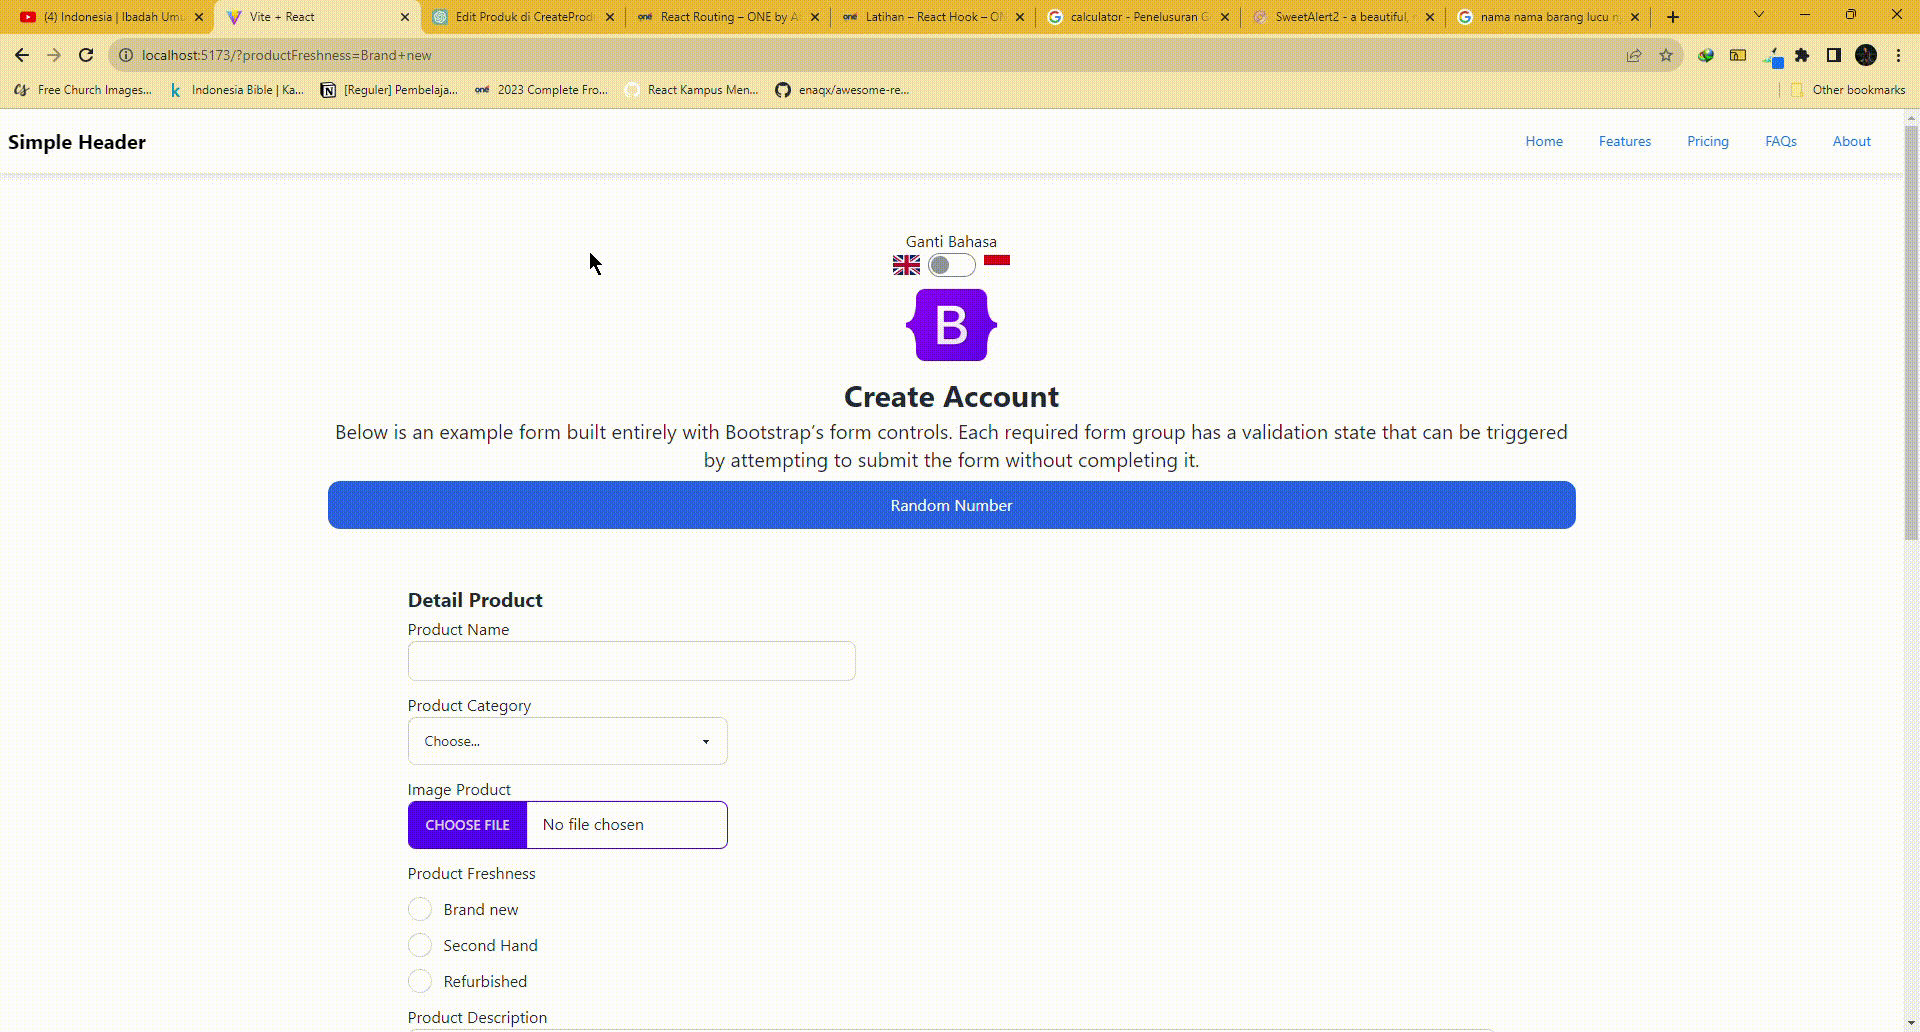 (4) Indonesia | Ibadah Umu
Vite + React
Edit Produk di CreateProdu
React Routing – ONE by Al
Latihan – React Hook – ON
calculator - Penelusuran G
SweetAlert2 - a beautiful, r
nama nama barang lucu m
localhost:5173/?productFreshness=Brand+new
Free Church Images...
Indonesia Bible | Ka...
[Reguler] Pembelaja...
one 2023 Complete Fro...
React Kampus Men...
enaqx/awesome-re...
Other bookmarks
Simple Header
Home
Features
Pricing
FAQs
About
Ganti Bahasa
B
Create Account
Below is an example form built entirely with Bootstrap’s form controls. Each required form group has a validation state that can be triggered
by attempting to submit the form without completing it.
Random Number
Detail Product
Product Name
Product Category
Choose...
Image Product
CHOOSE FILE No file chosen
Product Freshness
Brand new
Second Hand
Refurbished
Product Description